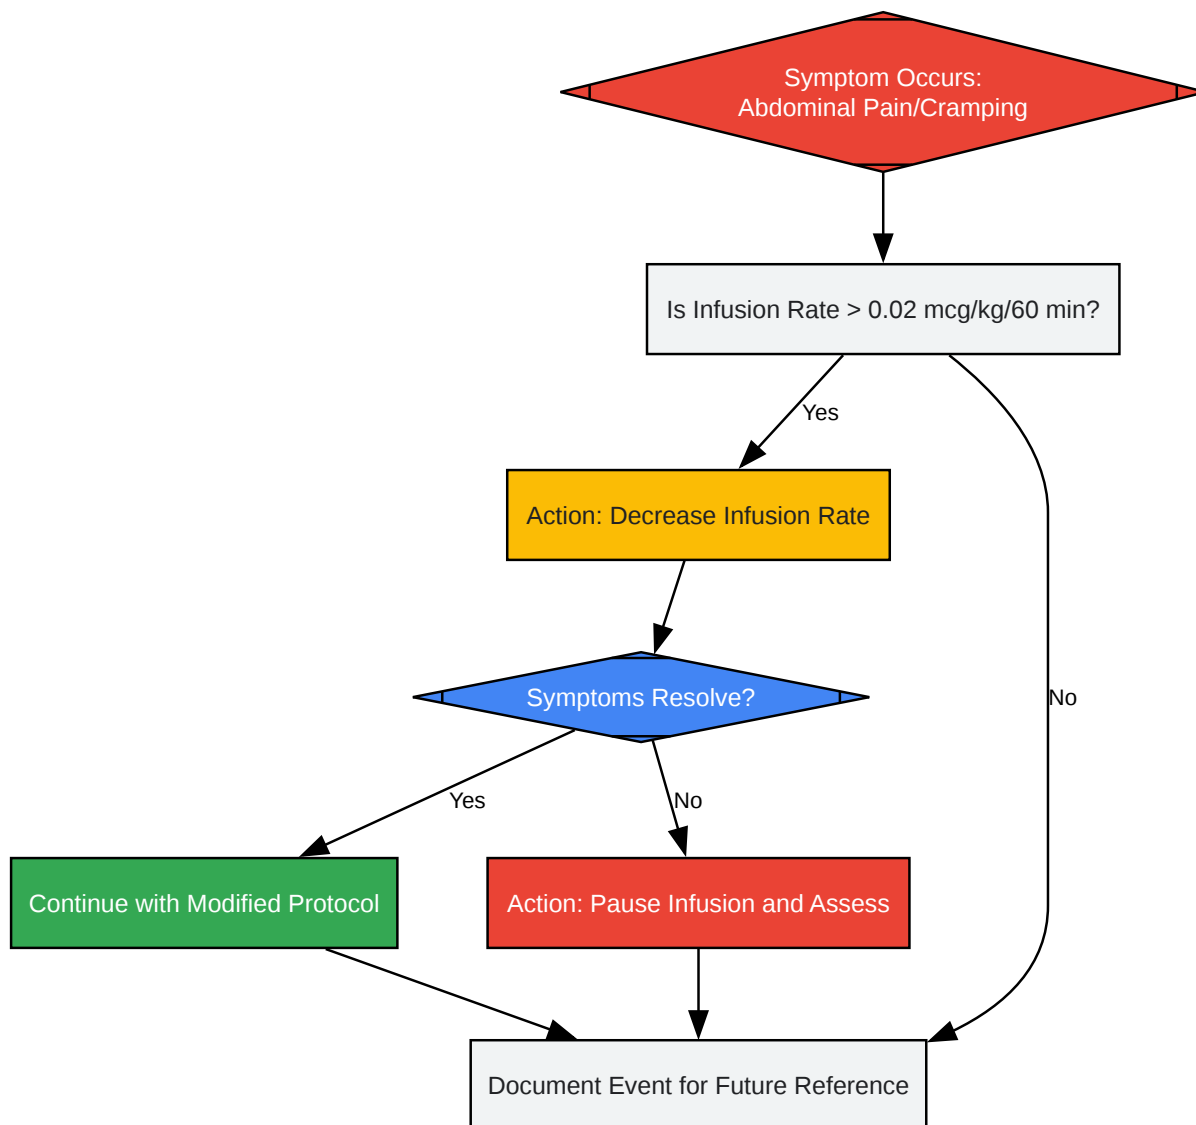 Symptom Occurs:
Abdominal Pain/Cramping
Is Infusion Rate > 0.02 mcg/kg/60 min?
Yes
Action: Decrease Infusion Rate
Symptoms Resolve?
No
Yes
No
Continue with Modified Protocol
Action: Pause Infusion and Assess
Document Event for Future Reference